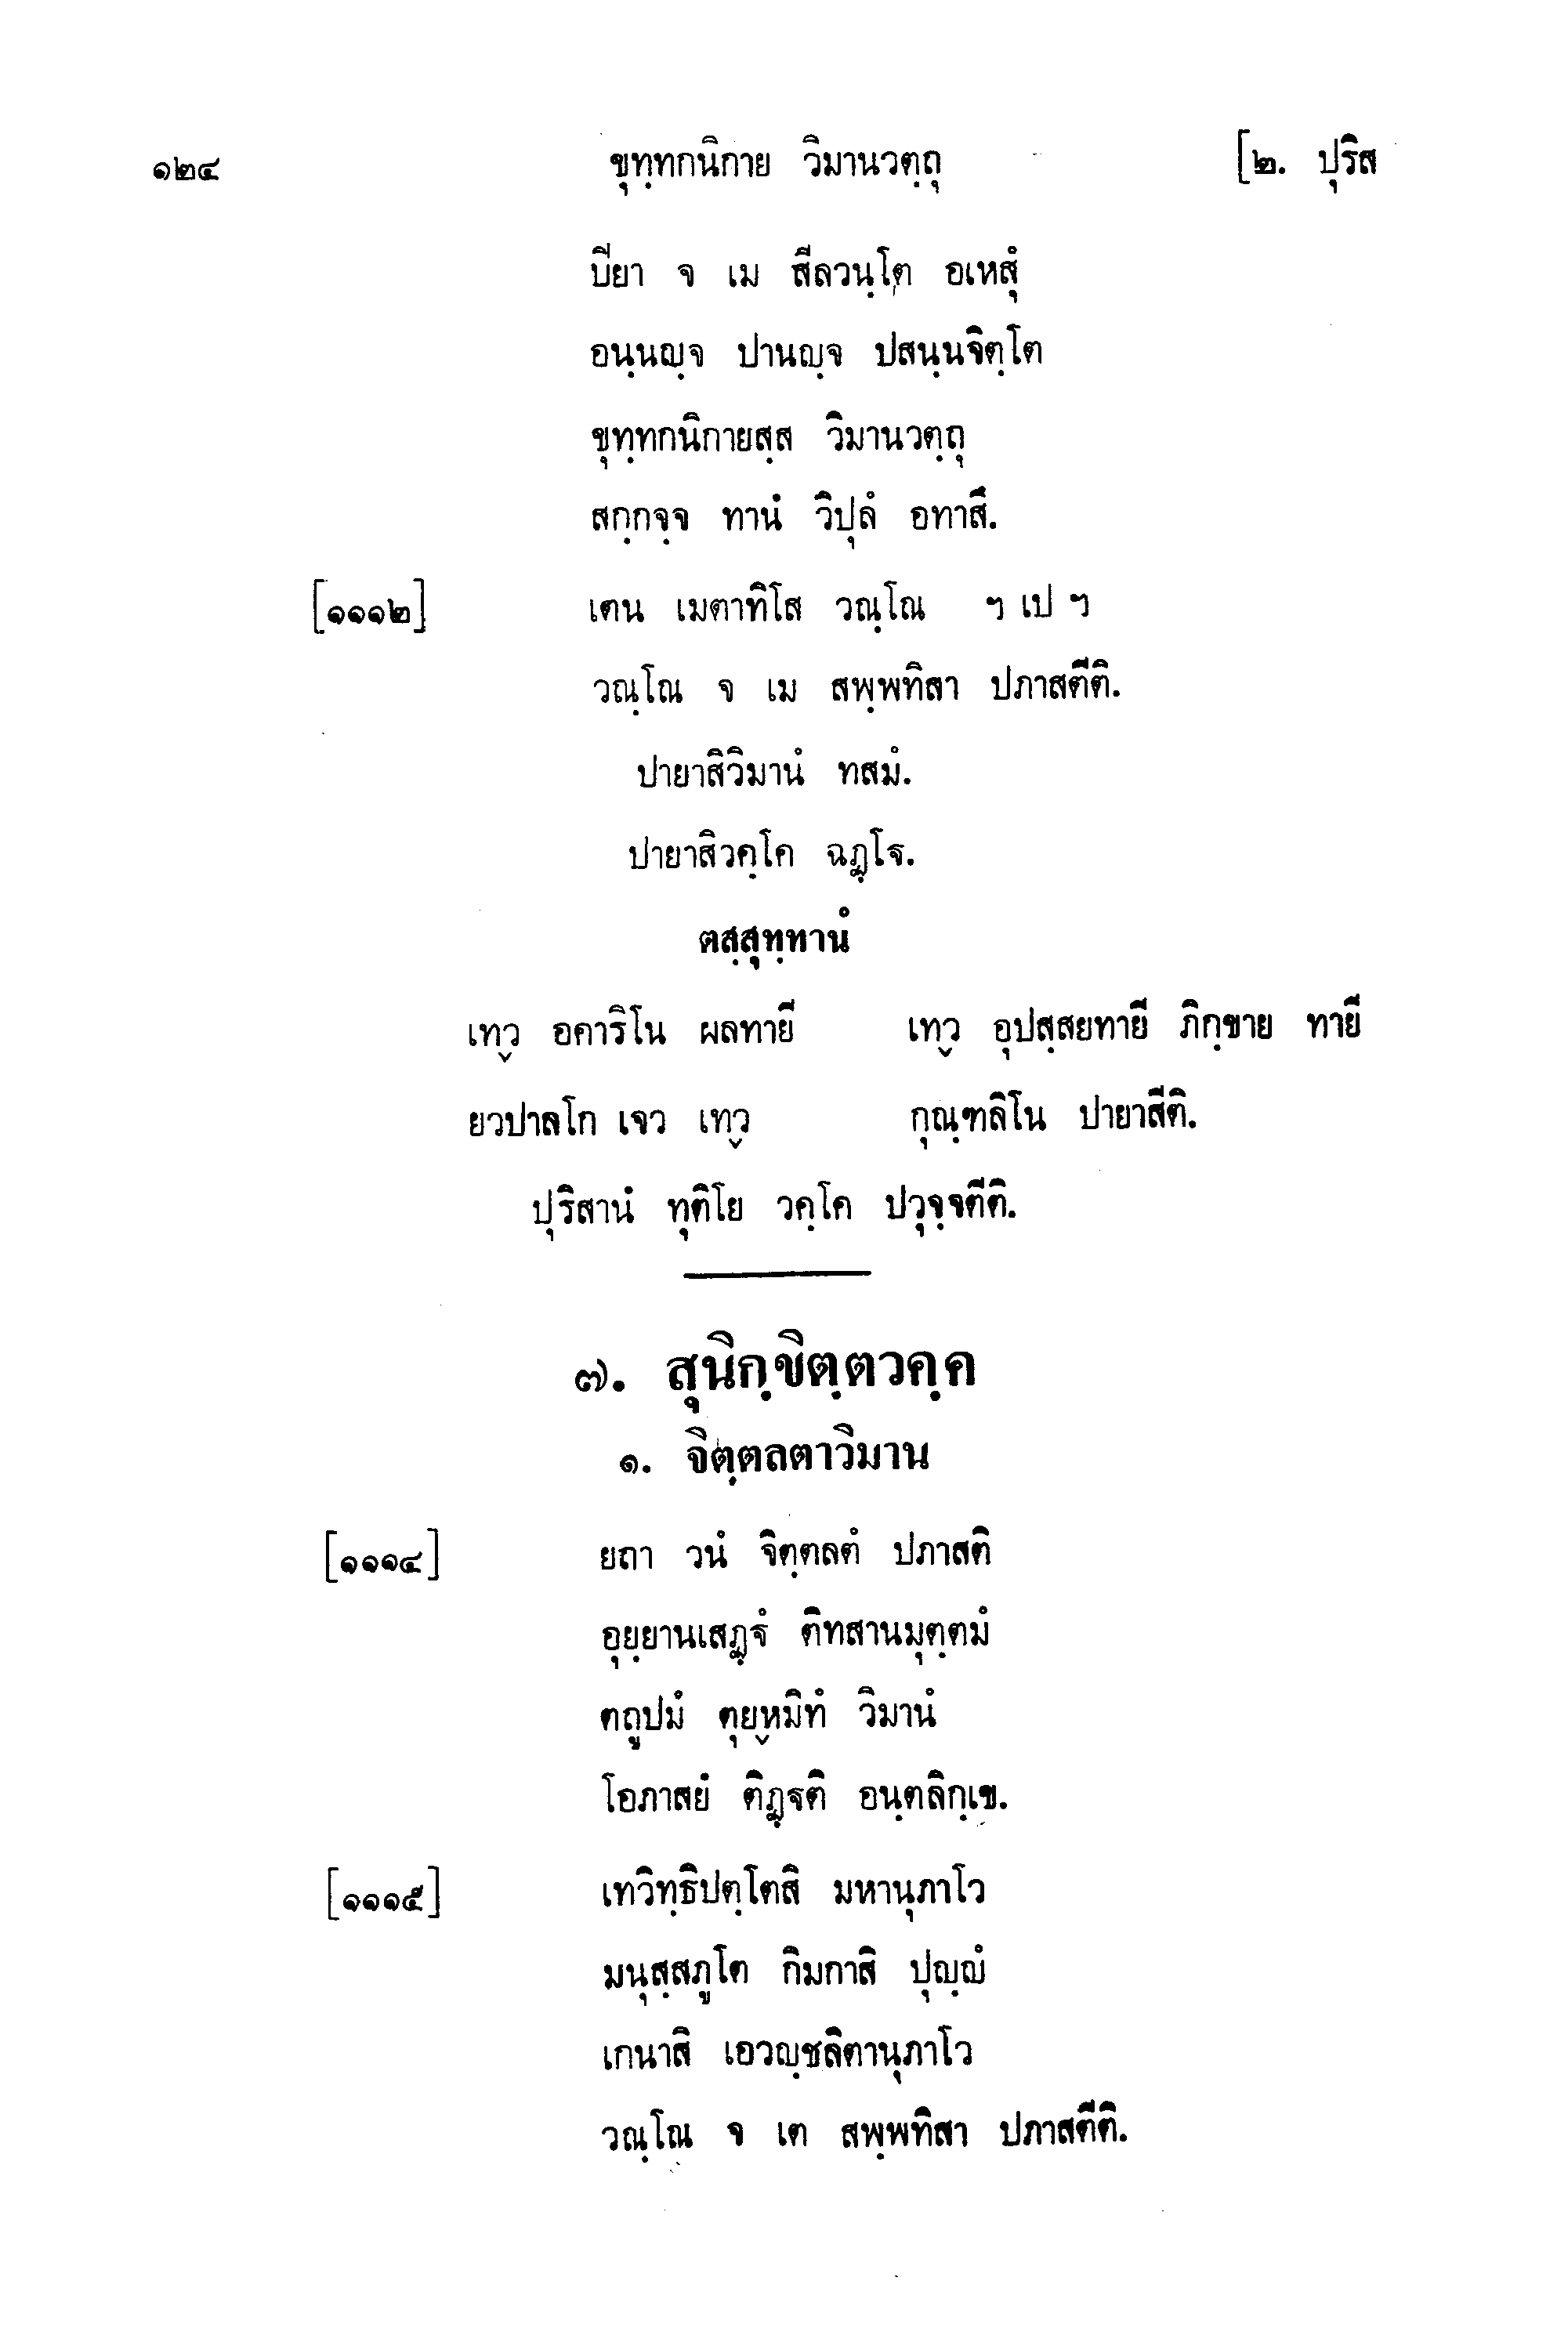 ๑๒๔ ขุทฺทกนิกาย วิมานวตฺถุ [๒. ปุริส
ปิยา จ เม สีลวนฺโต อเหสุํ
อนฺนญฺจ ปานญฺจ ปสนฺนจิตฺโต
ขุทฺทกนิกายสฺส วิมานวตฺถุ
สกฺกจฺจ ทานํ วิปุลํ อทาสึ.
[๑๑๑๒] เตน เมตาทิโส วณฺโณ ฯ เป ฯ
วณฺโณ จ เม สพฺพทิสา ปภาสตีติ.
ปายาสิวิมานํ ทสมํ.
ปายาสิวคฺโค ฉฏฺโฐ.
ตสฺสุทฺทานํ
เทฺว อคาริโน ผลทายี เทฺว อุปสฺสยทายี ภิกฺขาย ทายี
ยวปาลโก เจว เทฺว กุณฺฑลิโน ปายาสีติ.
ปุริสานํ ทุติโย วคฺโค ปวุจฺจตีติ.
๗. สุนิกฺขิตฺตวคฺค
๑. จิตฺตลตาวิมาน
[๑๑๑๔] ยถา วนํ จิตฺตลตํ ปภาสติ
อุยฺยานเสฏฺฐํ ติทสานมุตฺตมํ
ตถูปมํ ตุยฺหมิทํ วิมานํ
โอภาสยํ ติฏฺฐติ อนฺตลิกฺเข.
[๑๑๑๕] เทวิทฺธิปตฺโตสิ มหานุภาโว
มนุสฺสภูโต กิมกาสิ ปุญฺญํ
เกนาสิ เอวญฺชลิตานุภาโว
วณฺโณ จ เต สพฺพทิสา ปภาสตีติ.